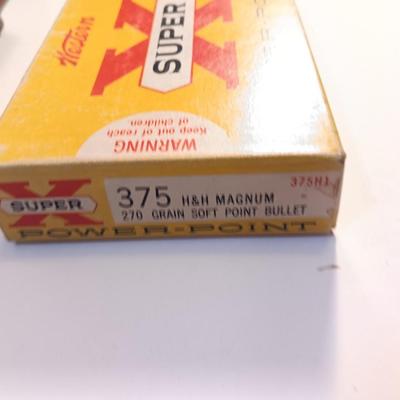 Western
SUPER
X
WARNING
Keep out of reach
of children
X
SUPER
375 H&H MAGNUM
375H1
270 GRAIN SOFT POINT BULLET
POWER-POINT